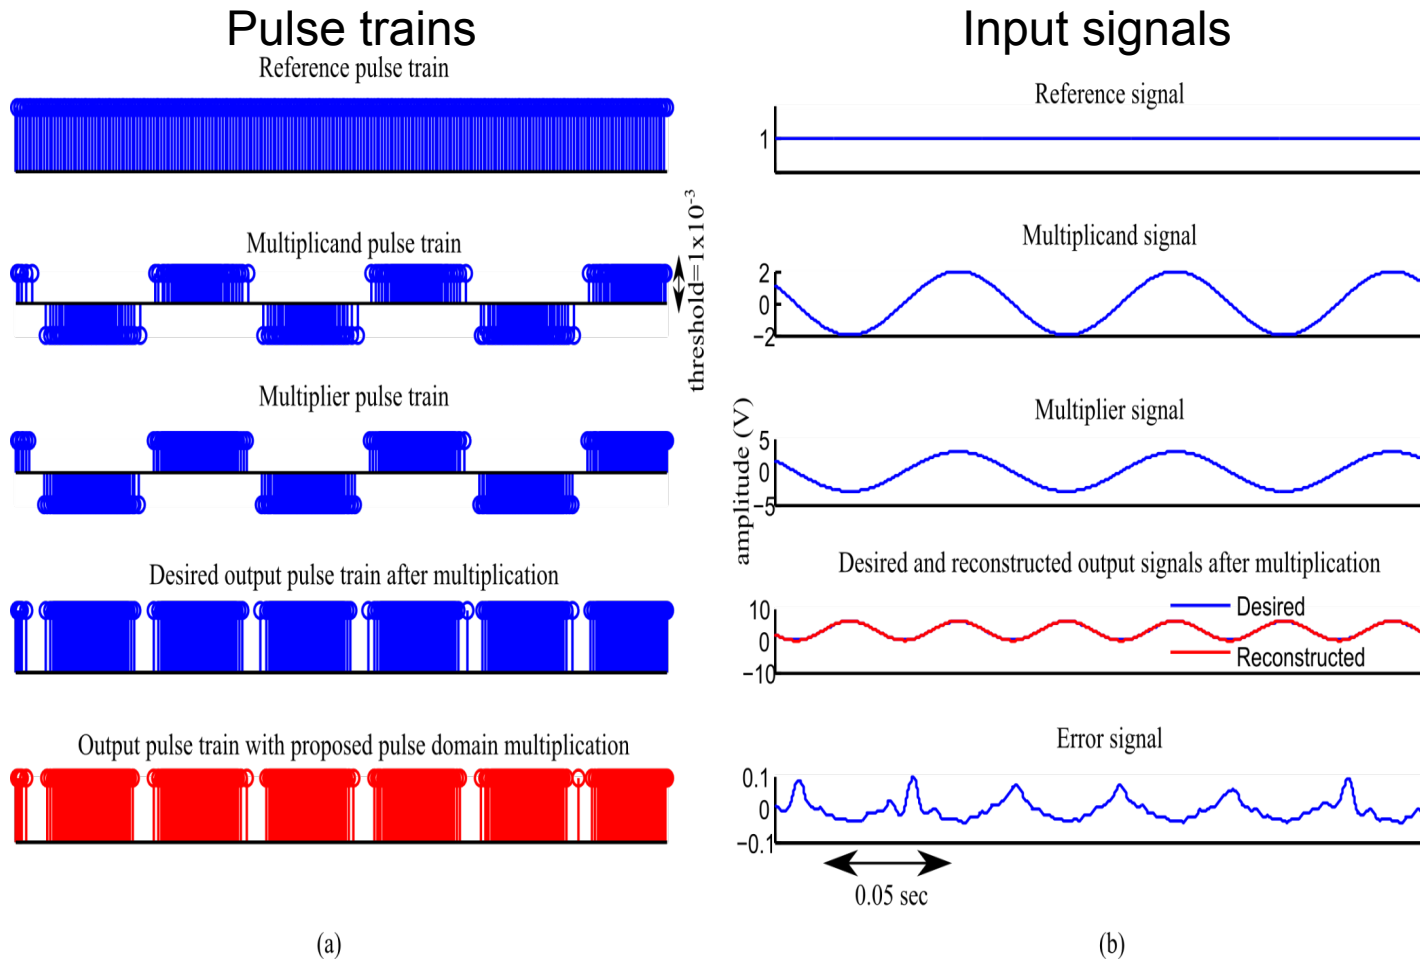 Pulse trains
Reference pulse train
Multiplicand pulse train
threshold=1x10⁻³
Multiplier pulse train
Desired output pulse train after multiplication
Output pulse train with proposed pulse domain multiplication
(a)
Input signals
Reference signal
1
Multiplicand signal
2
0
−2
Multiplier signal
5
0
−5
amplitude (V)
Desired and reconstructed output signals after multiplication
10
0
−10
Desired
Reconstructed
Error signal
0.1
0
−0.1
0.05 sec
(b)